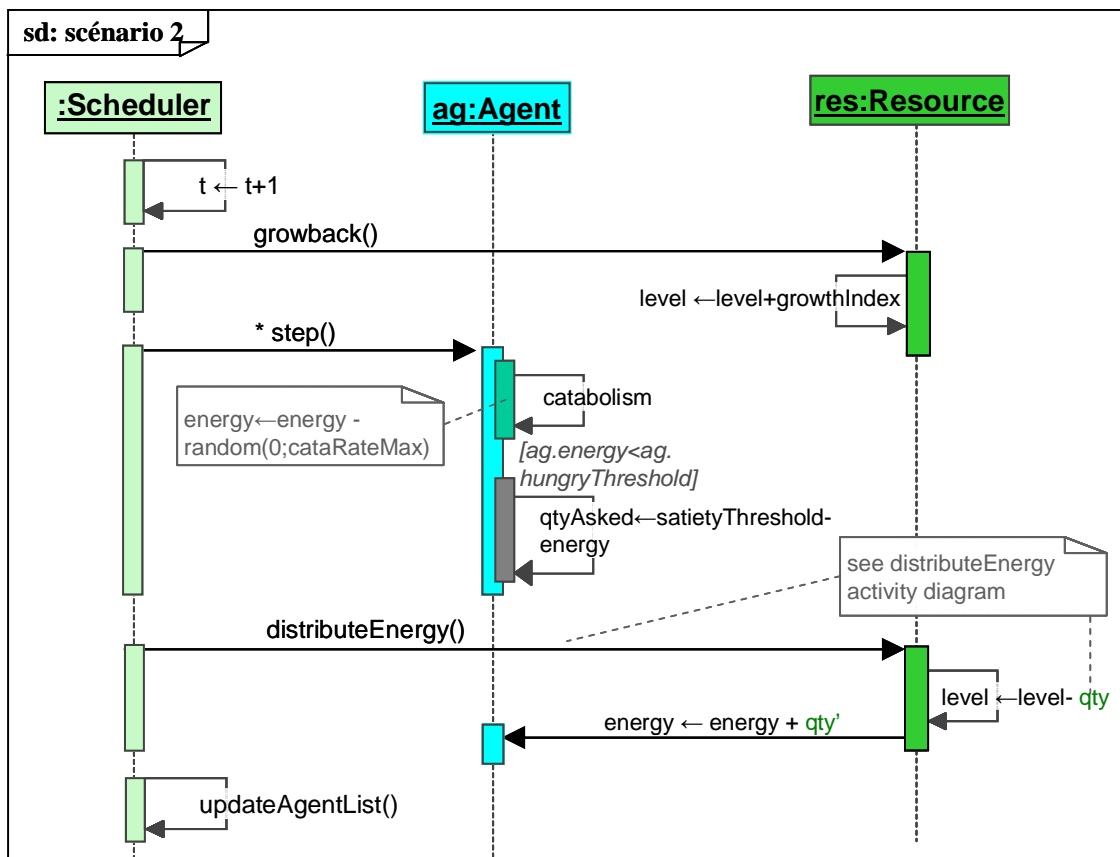 sd: scénario 2
:Scheduler
ag:Agent
res:Resource
t ← t+1
growback()
level ←level+growthIndex
* step()
catabolism
energy←energy -
random(0;cataRateMax)
[ag.energy<ag.
hungryThreshold]
qtyAsked←satietyThreshold-
energy
see distributeEnergy
activity diagram
distributeEnergy()
level ←level- qty
energy ← energy + qty'
updateAgentList()